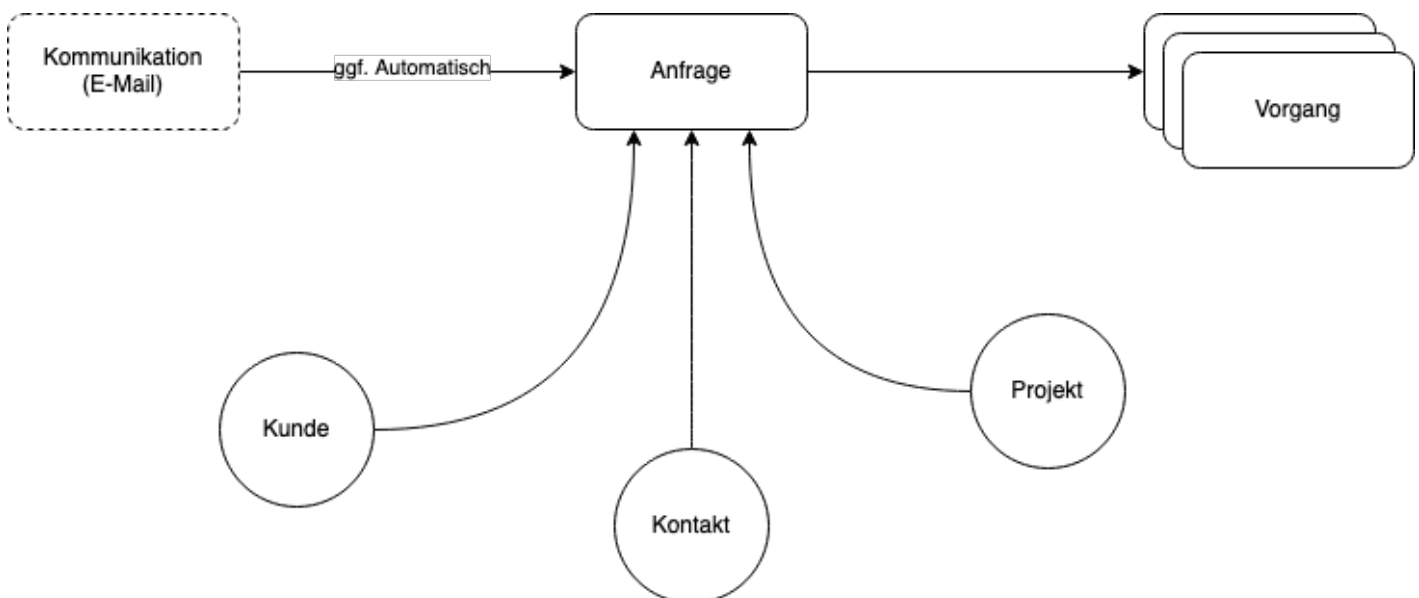 Kommunikation
(E-Mail)
ggf. Automatisch
Anfrage
Vorgang
Kunde
Kontakt
Projekt